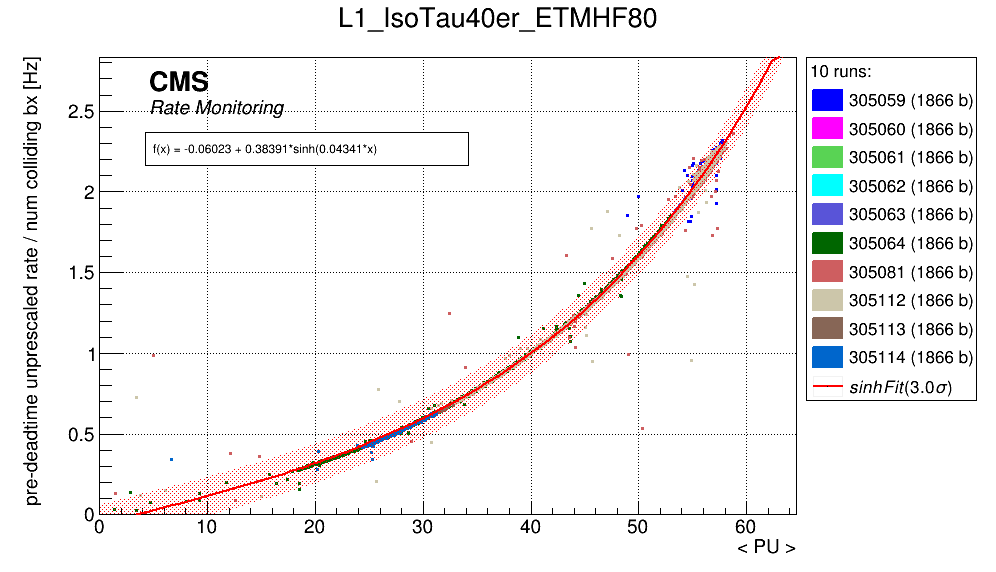 L1_IsoTau40er_ETMHF80
pre-deadtime unprescaled rate / num colliding bx [Hz]
CMS
Rate Monitoring
f(x) = -0.06023 + 0.38391*sinh(0.04341*x)
2.5
2
1.5
1
0.5
0
0 10 20 30 40 50 60
< PU >
10 runs:
305059 (1866 b)
305060 (1866 b)
305061 (1866 b)
305062 (1866 b)
305063 (1866 b)
305064 (1866 b)
305081 (1866 b)
305112 (1866 b)
305113 (1866 b)
305114 (1866 b)
sinhFit(3.0σ)